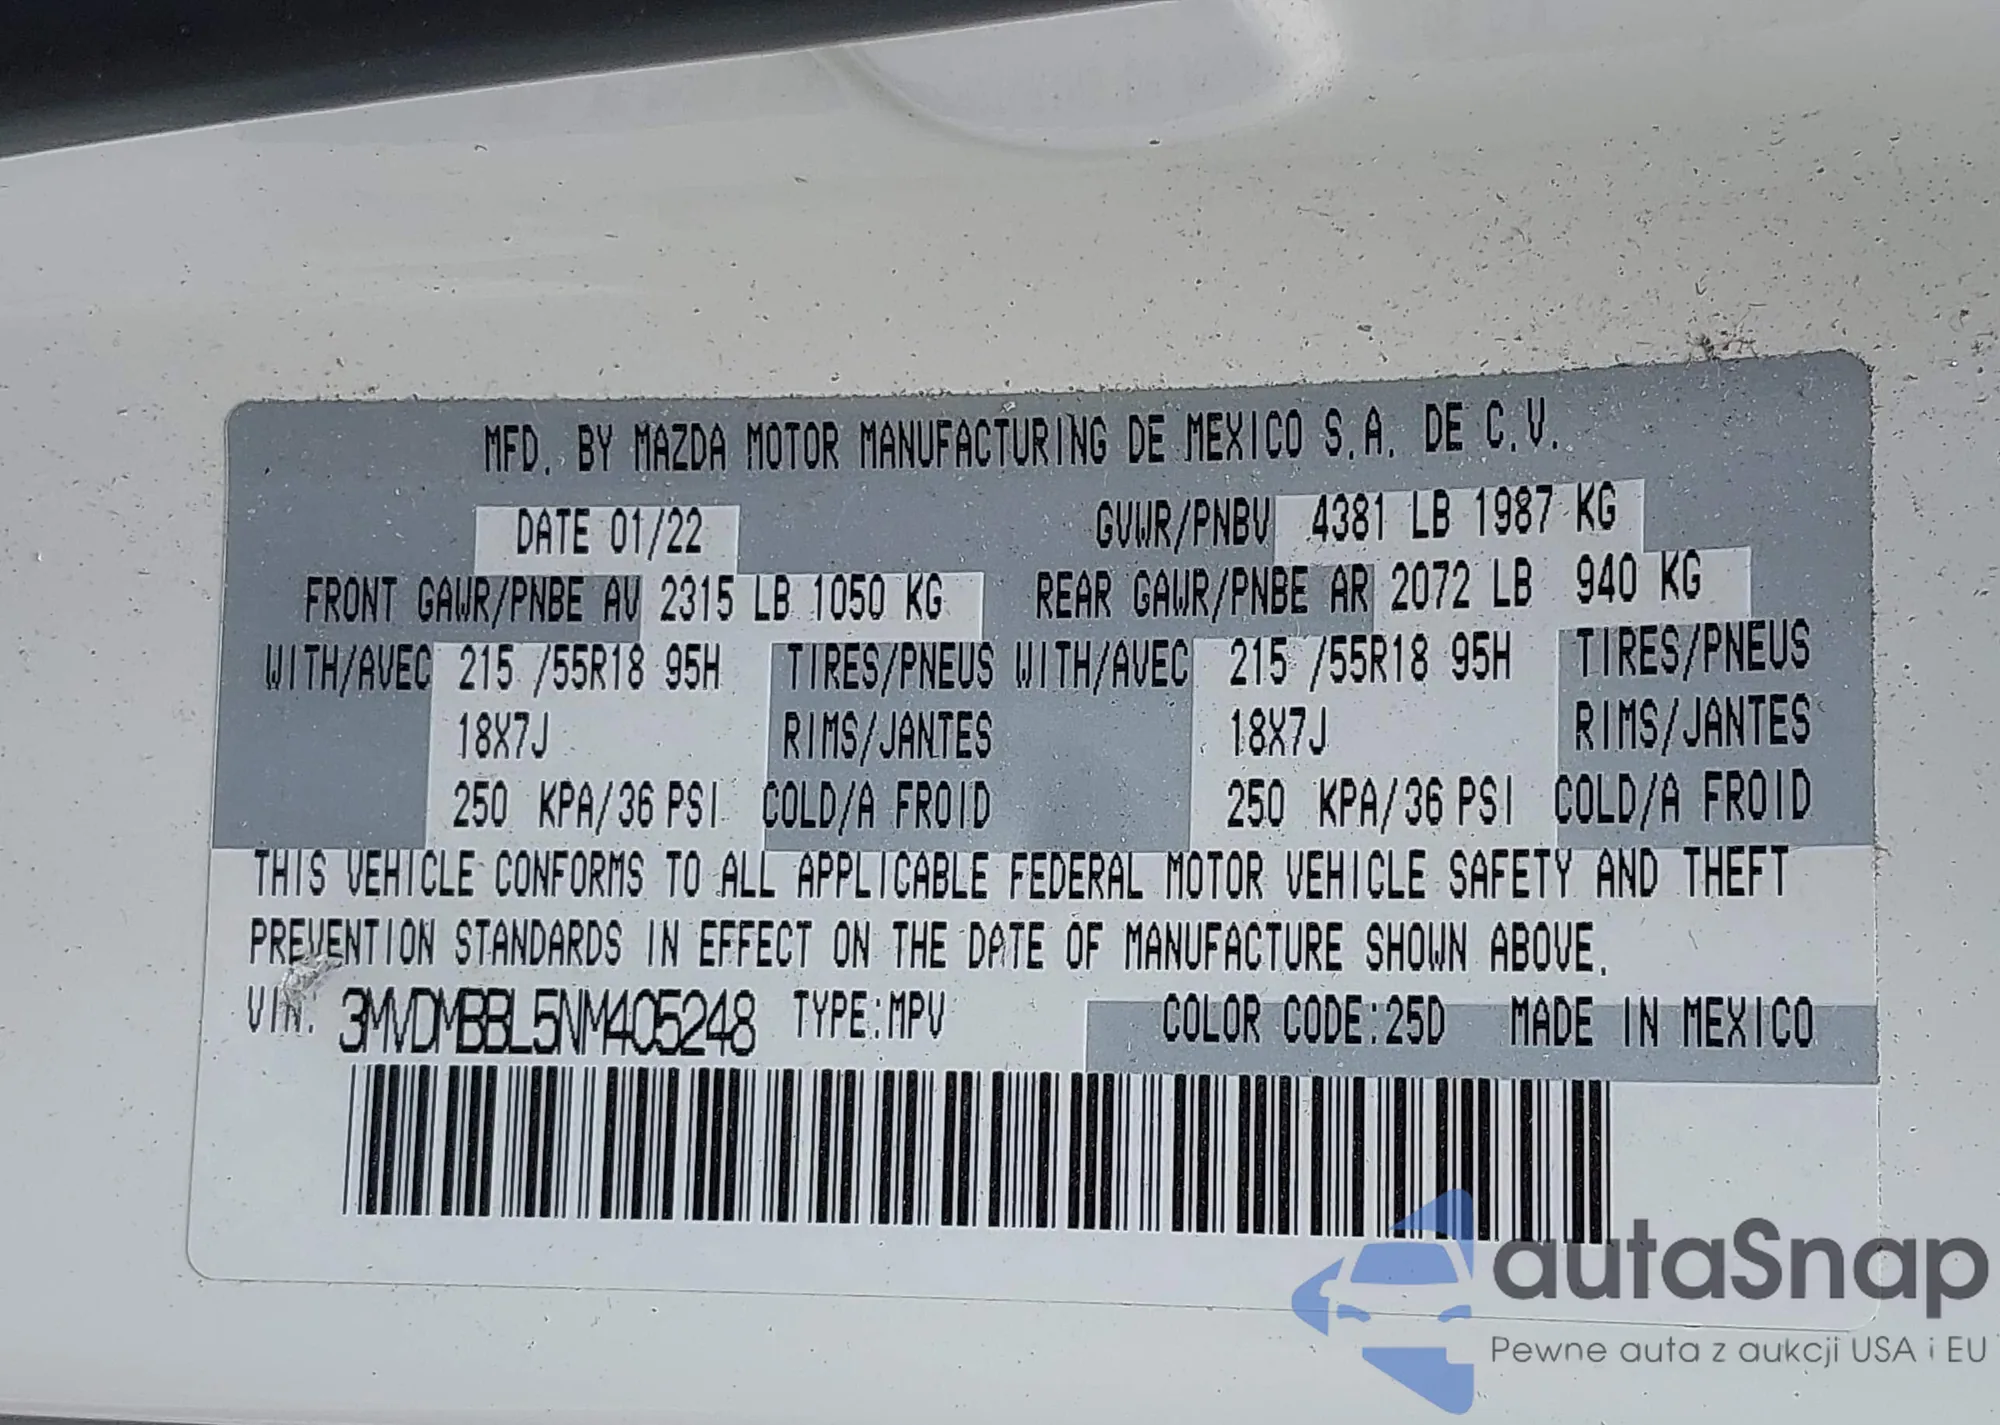 MFD. BY MAZDA MOTOR MANUFACTURING DE MEXICO S.A. DE C.V.
DATE 01/22 GVWR/PNBV 4381 LB 1987 KG
FRONT GAWR/PNBE AV 2315 LB 1050 KG REAR GAWR/PNBE AR 2072 LB 940 KG
WITH/AVEC 215 /55R18 95H TIRES/PNEUS WITH/AVEC 215 /55R18 95H TIRES/PNEUS
18X7J RIMS/JANTES 18X7J RIMS/JANTES
250 KPA/36 PSI COLD/A FROID 250 KPA/36 PSI COLD/A FROID
THIS VEHICLE CONFORMS TO ALL APPLICABLE FEDERAL MOTOR VEHICLE SAFETY AND THEFT
PREVENTION STANDARDS IN EFFECT ON THE DATE OF MANUFACTURE SHOWN ABOVE.
VIN. 3MVDMBBL5NM405248 TYPE:MPV COLOR CODE:25D MADE IN MEXICO
autaSnap
Pewne auta z aukcji USA i EU